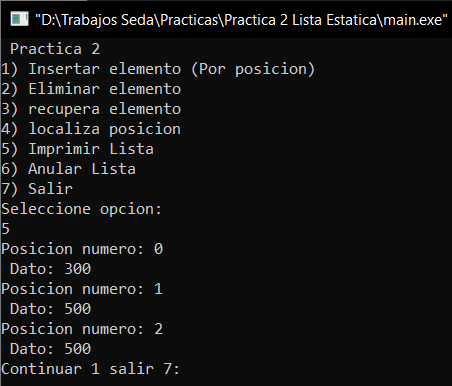 "D:\Trabajos Seda\Practicas\Practica 2 Lista Estatica\main.exe"
Practica 2
1) Insertar elemento (Por posicion)
2) Eliminar elemento
3) recupera elemento
4) localiza posicion
5) Imprimir Lista
6) Anular Lista
7) Salir
Seleccione opcion:
5
Posicion numero: 0
Dato: 300
Posicion numero: 1
Dato: 500
Posicion numero: 2
Dato: 500
Continuar 1 salir 7: